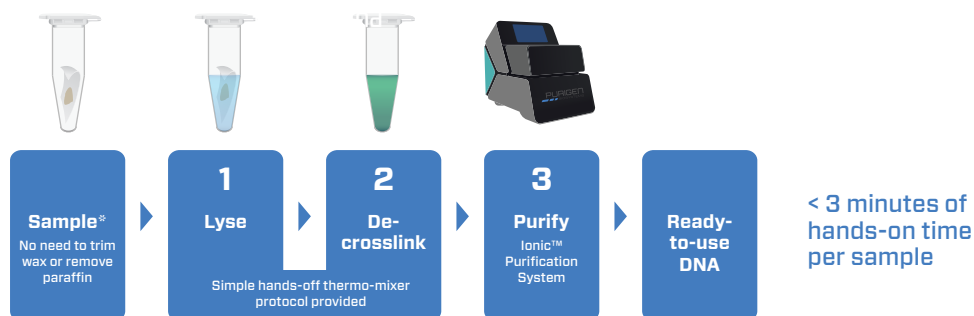 PURIGEN
Sample*
No need to trim
wax or remove
paraffin
1
Lyse
2
De-
crosslink
Simple hands-off thermo-mixer
protocol provided
3
Purify
Ionic™
Purification
System
Ready-
to-use
DNA
< 3 minutes of
hands-on time
per sample